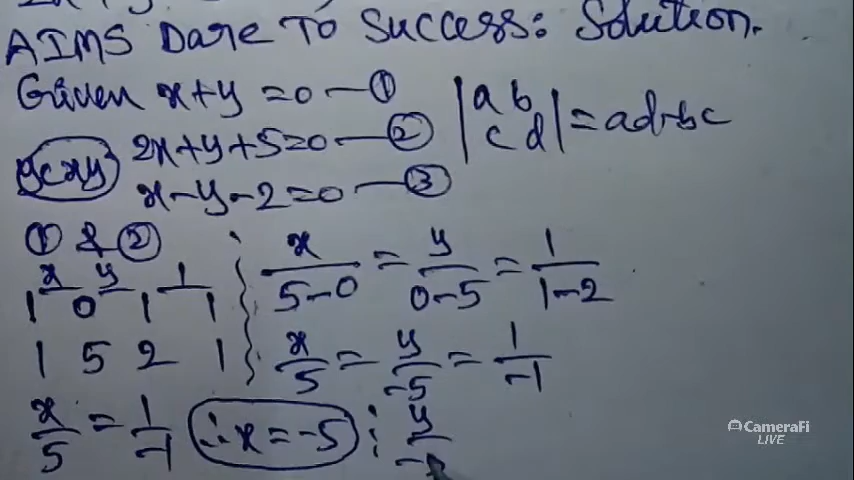 AIMS Dare To Success: Solution.
Given x+y=0 — ①
2x+y+5=0 — ②
x-y-2=0 — ③
|a b
c d| = ad-bc
① & ②
x y 1
1 0 1 1
1 5 2 1
x/5-0 = y/0-5 = 1/1-2
x/5 = y/-5 = 1/-1
x/5 = 1/-1 ∴x=-5 y/-
CameraFi
LIVE